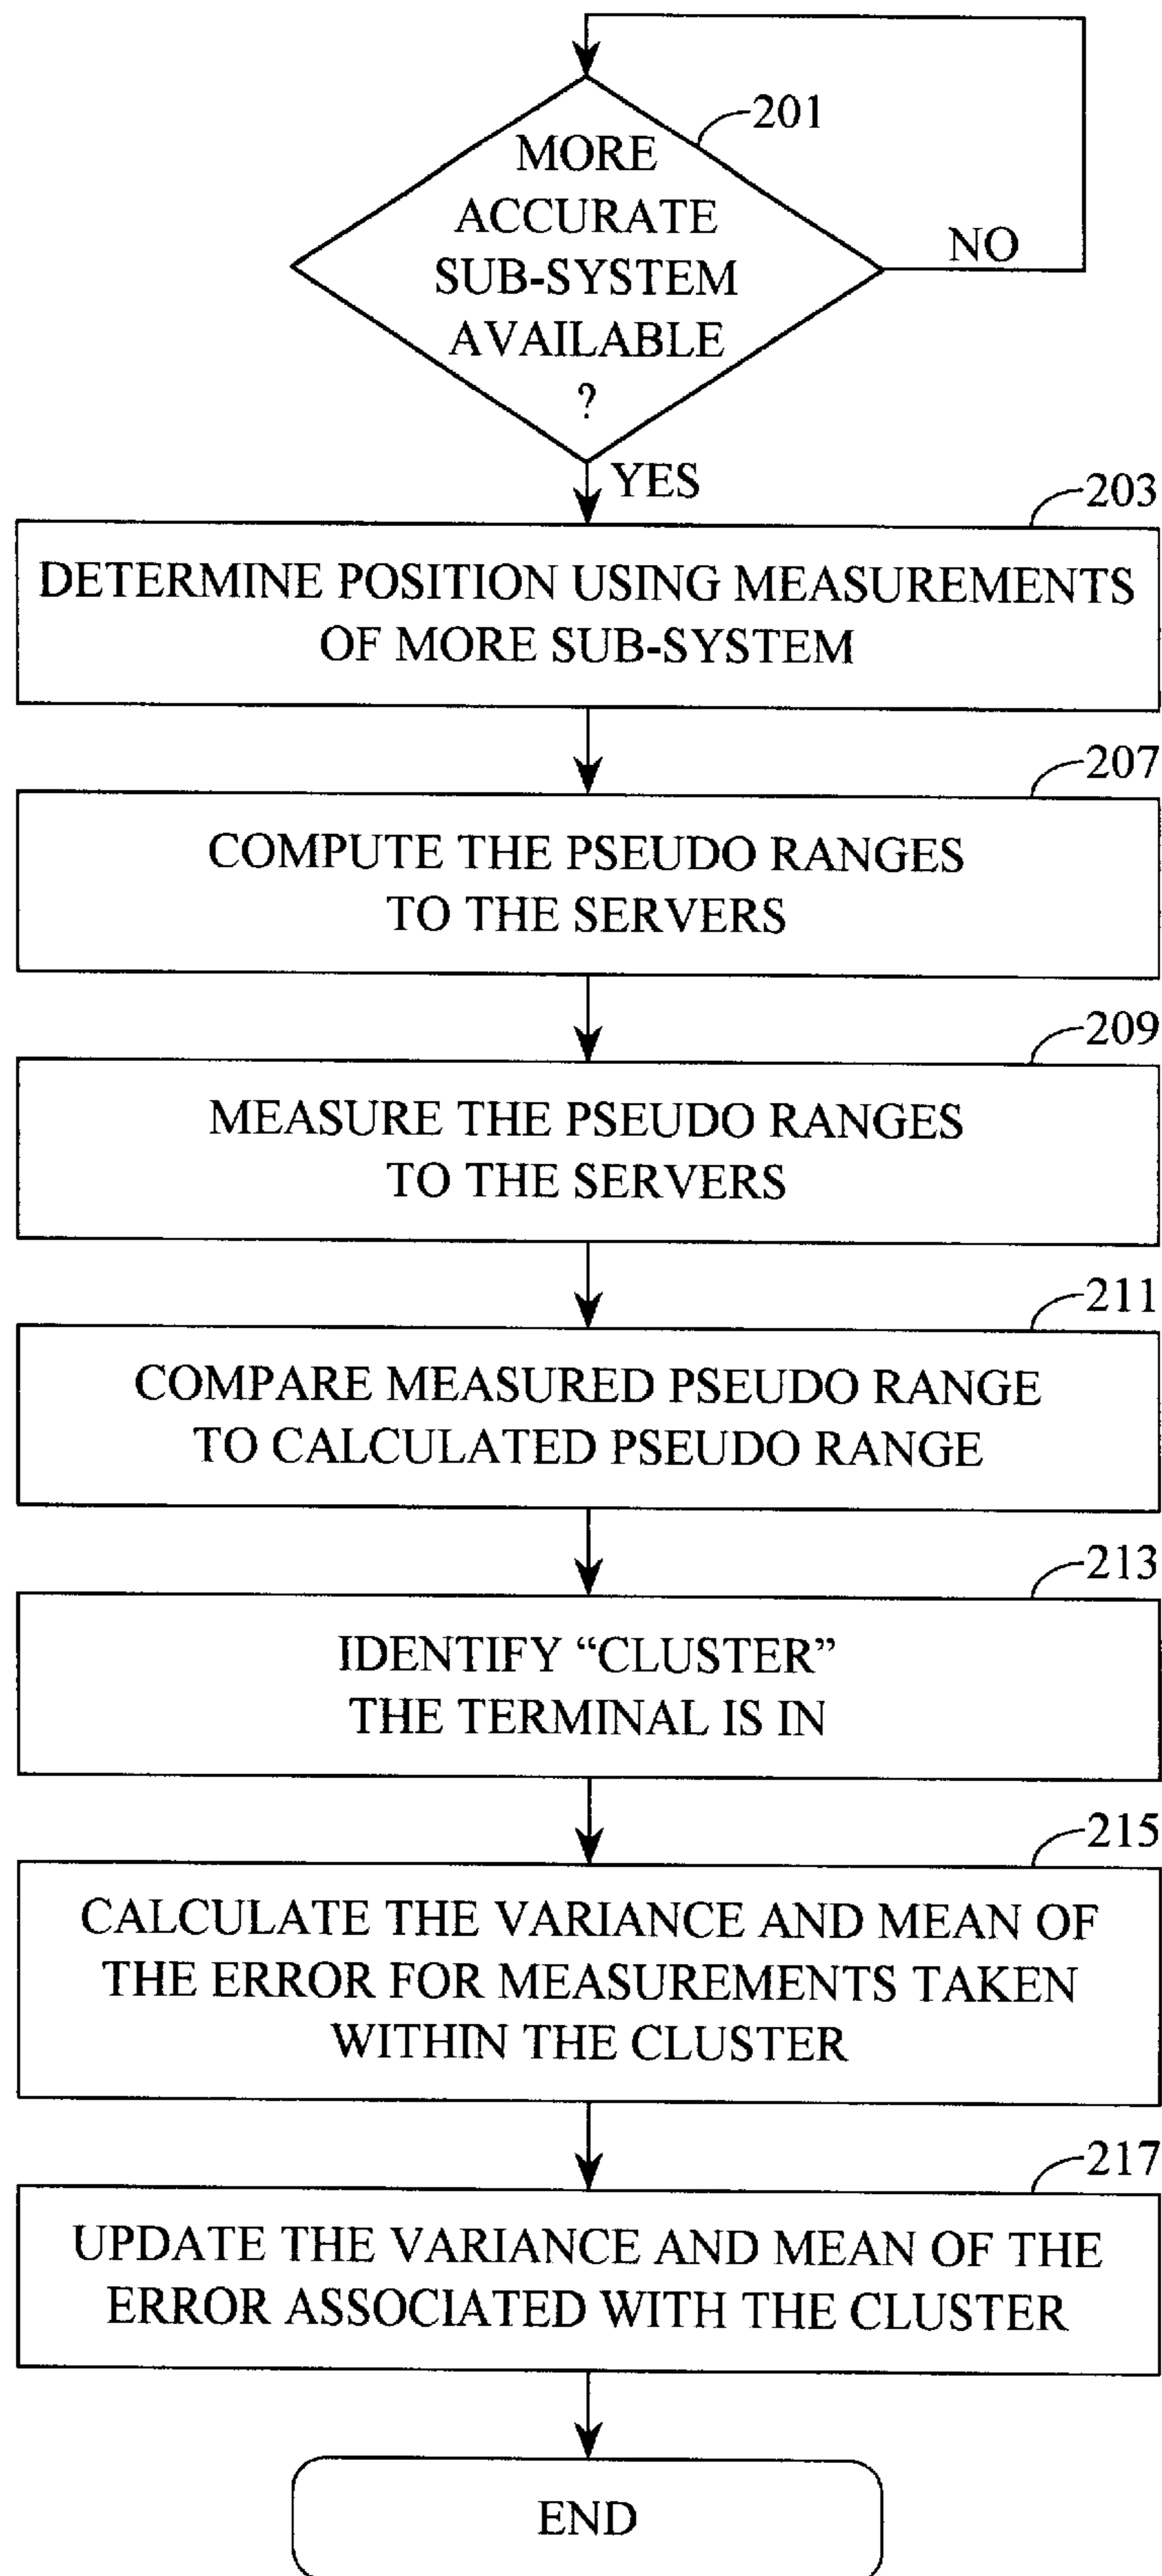 201
MORE
ACCURATE
SUB-SYSTEM
AVAILABLE
?
NO
YES
203
DETERMINE POSITION USING MEASUREMENTS
OF MORE SUB-SYSTEM
207
COMPUTE THE PSEUDO RANGES
TO THE SERVERS
209
MEASURE THE PSEUDO RANGES
TO THE SERVERS
211
COMPARE MEASURED PSEUDO RANGE
TO CALCULATED PSEUDO RANGE
213
IDENTIFY “CLUSTER”
THE TERMINAL IS IN
215
CALCULATE THE VARIANCE AND MEAN OF
THE ERROR FOR MEASUREMENTS TAKEN
WITHIN THE CLUSTER
217
UPDATE THE VARIANCE AND MEAN OF THE
ERROR ASSOCIATED WITH THE CLUSTER
END